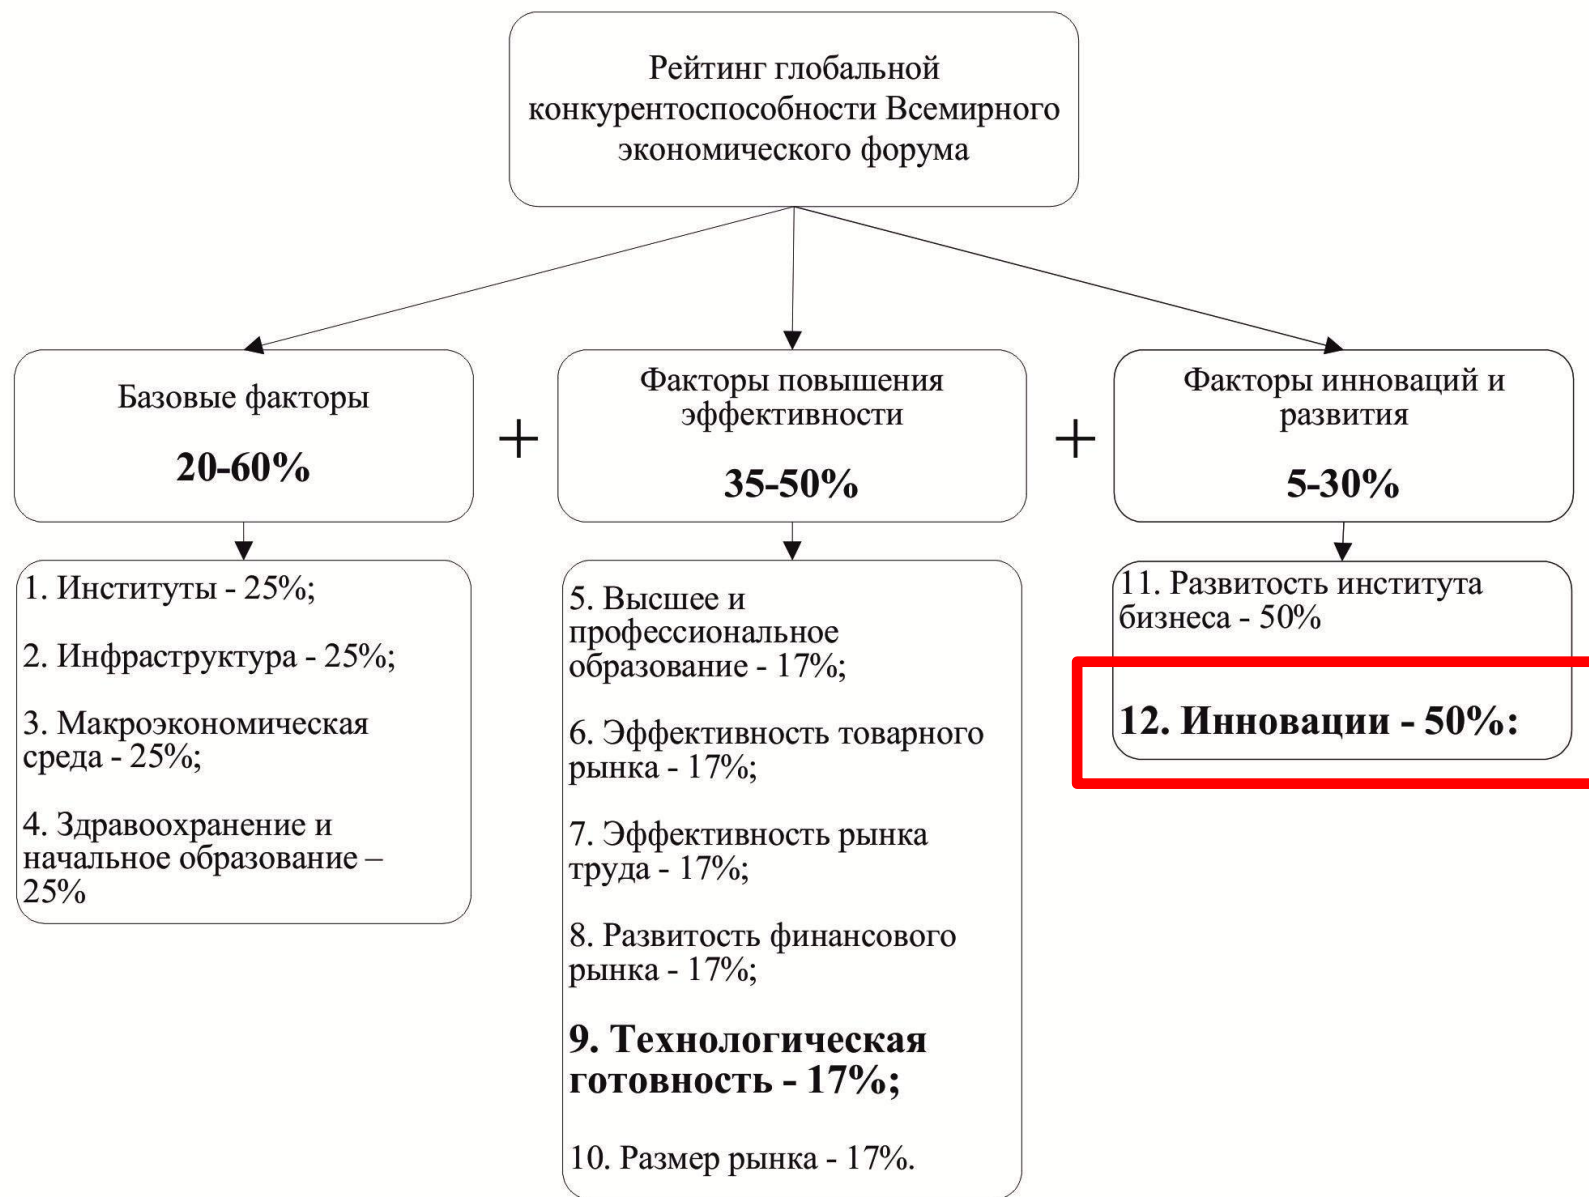 Рейтинг глобальной
конкурентоспособности Всемирного
экономического форума
Базовые факторы
20-60%
+
Факторы повышения
эффективности
35-50%
+
Факторы инноваций и
развития
5-30%
1. Институты - 25%;
2. Инфраструктура - 25%;
3. Макроэкономическая
среда - 25%;
4. Здравоохранение и
начальное образование –
25%
5. Высшее и
профессиональное
образование - 17%;
6. Эффективность товарного
рынка - 17%;
7. Эффективность рынка
труда - 17%;
8. Развитость финансового
рынка - 17%;
9. Технологическая
готовность - 17%;
10. Размер рынка - 17%.
11. Развитость института
бизнеса - 50%
12. Инновации - 50%: